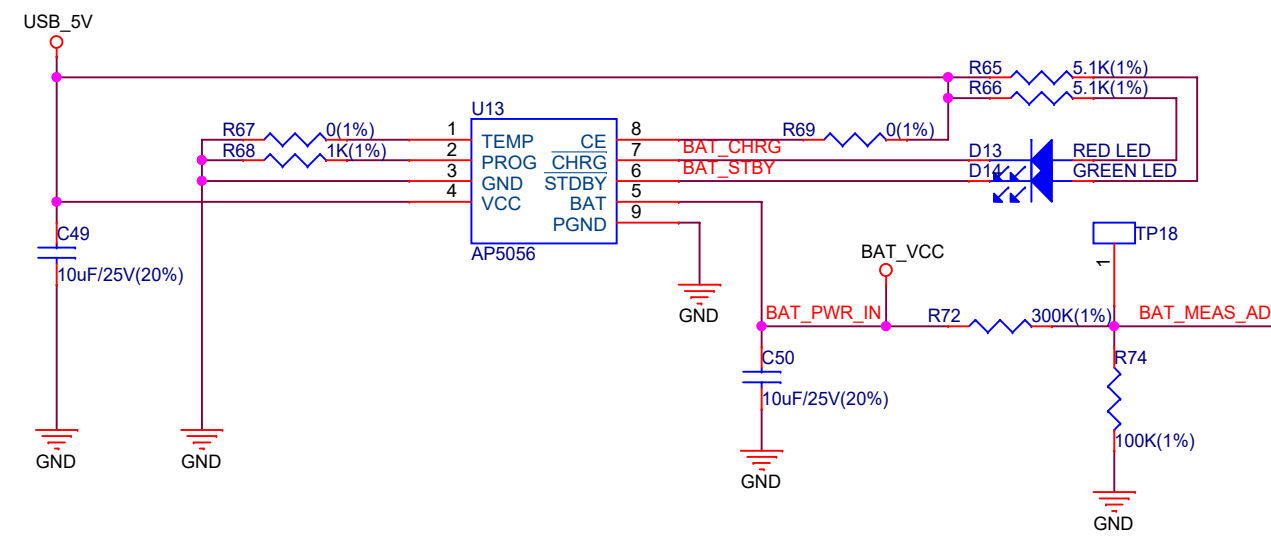 USB_5V
R65 5.1K(1%)
R66 5.1K(1%)
U13
R67 0(1%) 1 TEMP CE 8 R69 0(1%)
R68 1K(1%) 2 PROG CHRG 7 BAT_CHRG D13 RED LED
3 GND STDBY 6 BAT_STBY D14 GREEN LED
4 VCC BAT 5
PGND 9
AP5056
C49
10uF/25V(20%)
TP18
1
BAT_VCC
GND
BAT_PWR_IN R72 300K(1%) BAT_MEAS_AD
C50
10uF/25V(20%)
R74
100K(1%)
GND
GND
GND
GND